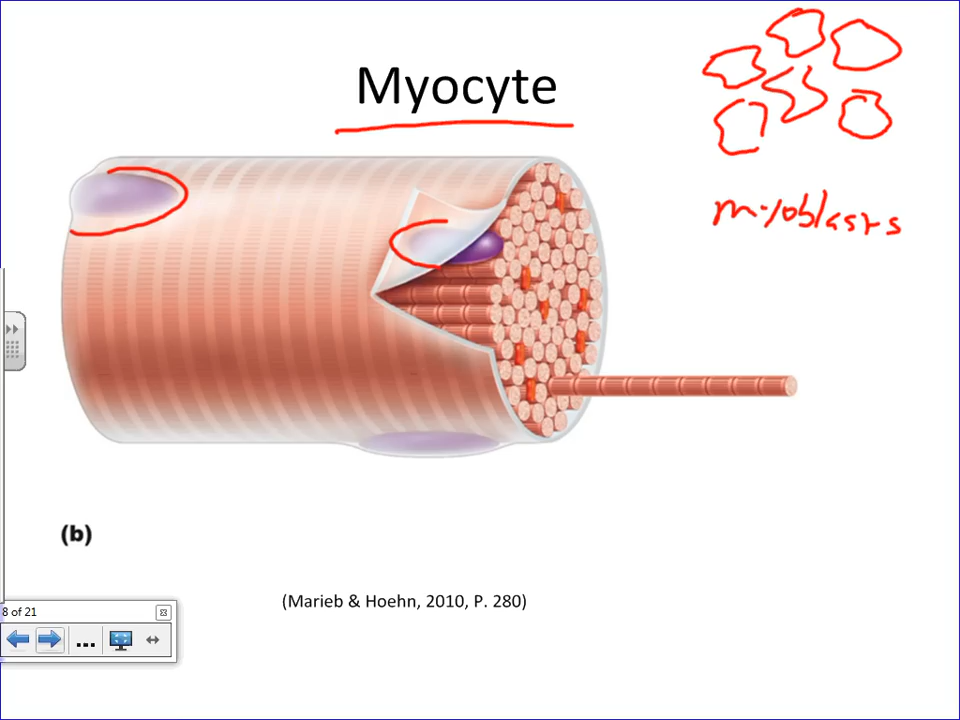 Myocyte
myoblasts
(b)
(Marieb & Hoehn, 2010, P. 280)
8 of 21
...